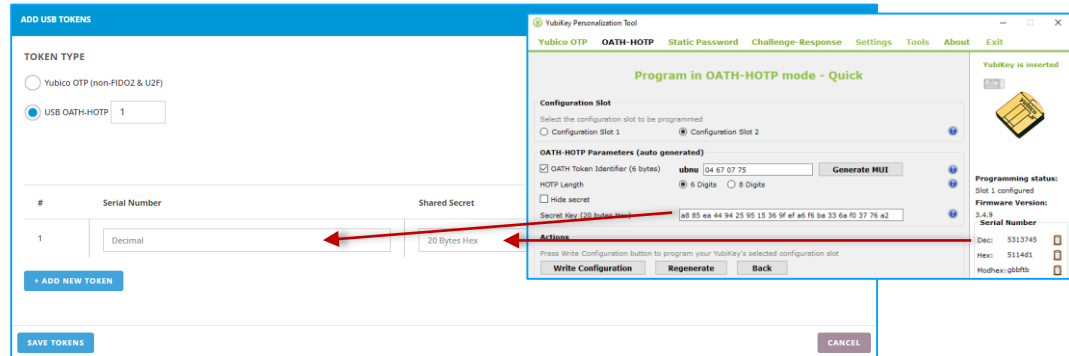 ADD USB TOKENS
TOKEN TYPE
Yubico OTP (non-FIDO2 & U2F)
USB OATH-HOTP 1
# Serial Number Shared Secret
1 Decimal 20 Bytes Hex
+ ADD NEW TOKEN
SAVE TOKENS CANCEL
YubiKey Personalization Tool
Yubico OTP OATH-HOTP Static Password Challenge-Response Settings Tools About Exit
Program in OATH-HOTP mode - Quick
Configuration Slot
Select the configuration slot to be programmed
Configuration Slot 1 Configuration Slot 2
OATH-HOTP Parameters (auto generated)
OATH Token Identifier (6 bytes) ubnu 04 67 07 75 Generate MUI
HOTP Length 6 Digits 8 Digits
Hide secret
Secret Key (20 bytes Hex) a8 85 ea 44 94 25 95 15 36 9f ef a6 f6 ba 33 6a f0 37 76 a2
Actions
Press Write Configuration button to program your YubiKey's selected configuration slot
Write Configuration Regenerate Back
YubiKey is inserted
yubico
Programming status:
Slot 1 configured
Firmware Version:
3.4.9
Serial Number
Dec: 5313745
Hex: 5114d1
Modhex: gbbftb